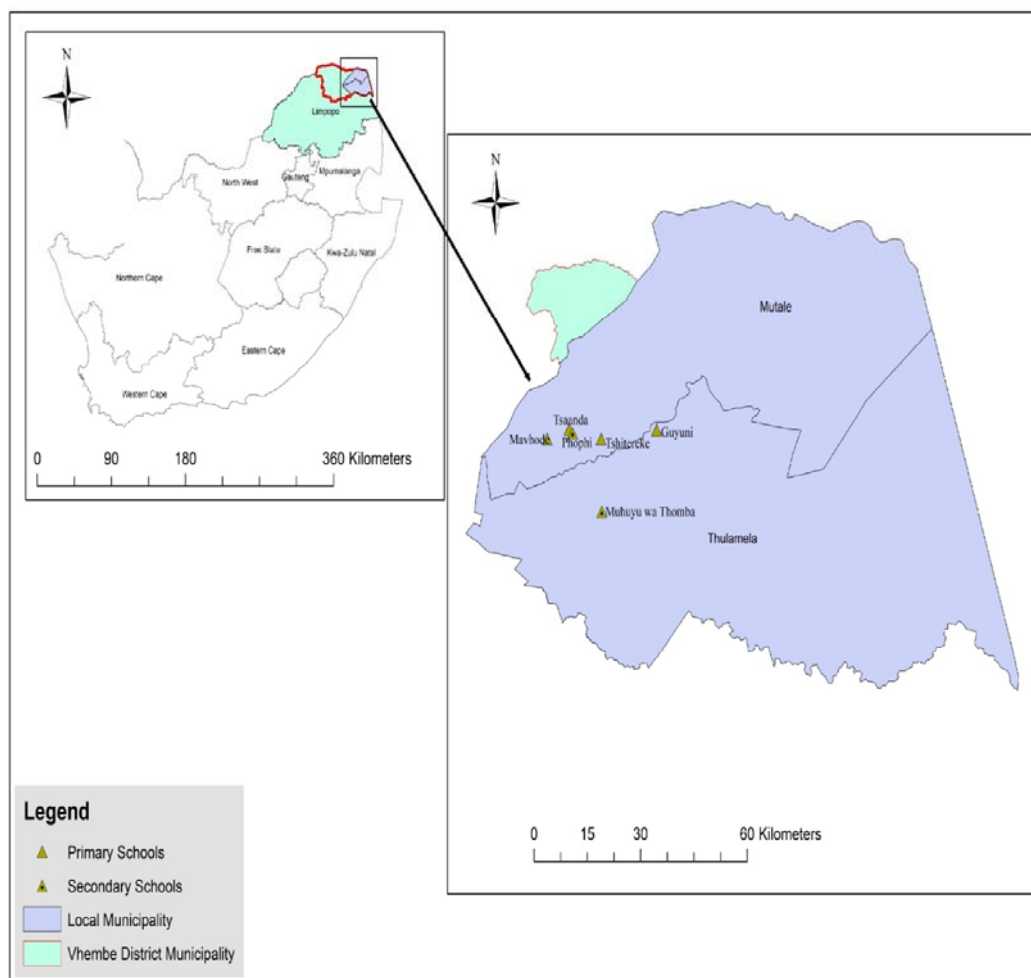 N
Limpopo
North West
Gauteng
Mpumalanga
Free State
Kwa-Zulu Natal
Northern Cape
Eastern Cape
Western Cape
0 90 180 360 Kilometers
N
Mutale
Tsaanda
Mavhode
Phophi
Tshitereke
Guyuni
Muhuyu wa Thomba
Thulamela
0 15 30 60 Kilometers
Legend
Primary Schools
Secondary Schools
Local Municipality
Vhembe District Municipality